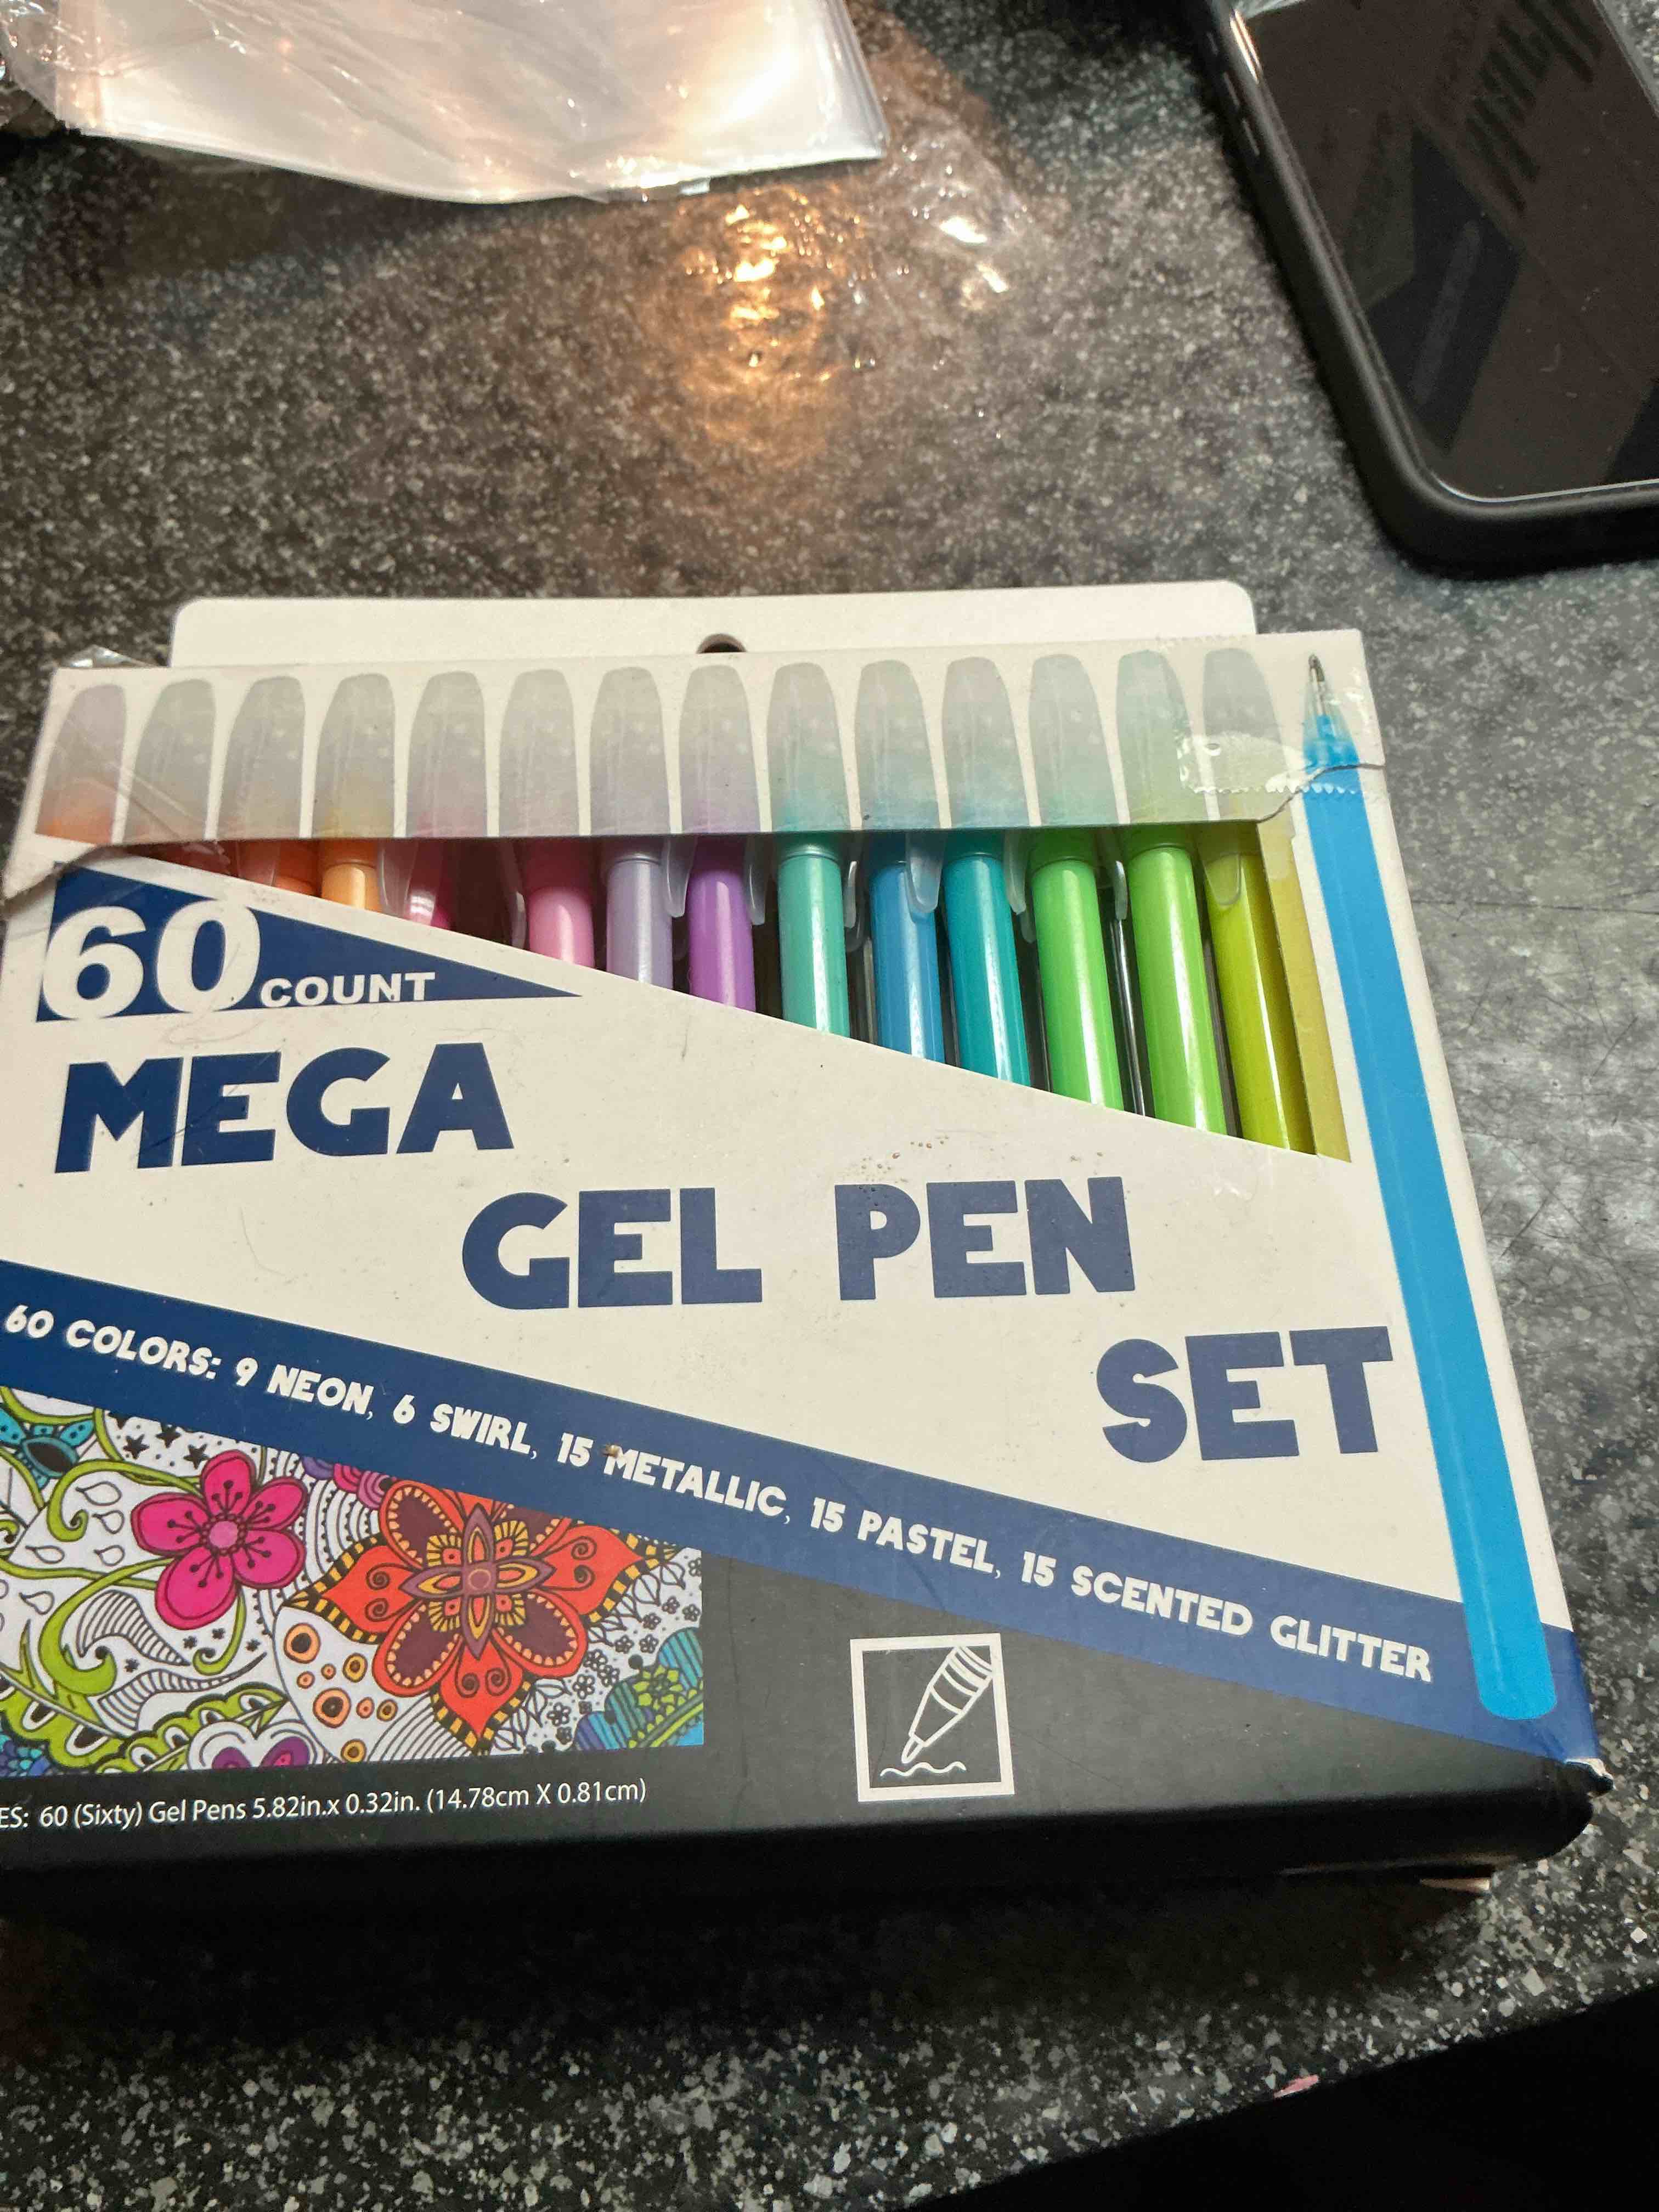 60 COUNT
MEGA
GEL PEN
SET
60 COLORS: 9 NEON, 6 SWIRL, 15 METALLIC, 15 PASTEL, 15 SCENTED GLITTER
ES: 60 (Sixty) Gel Pens 5.82in.x 0.32in. (14.78cm X 0.81cm)